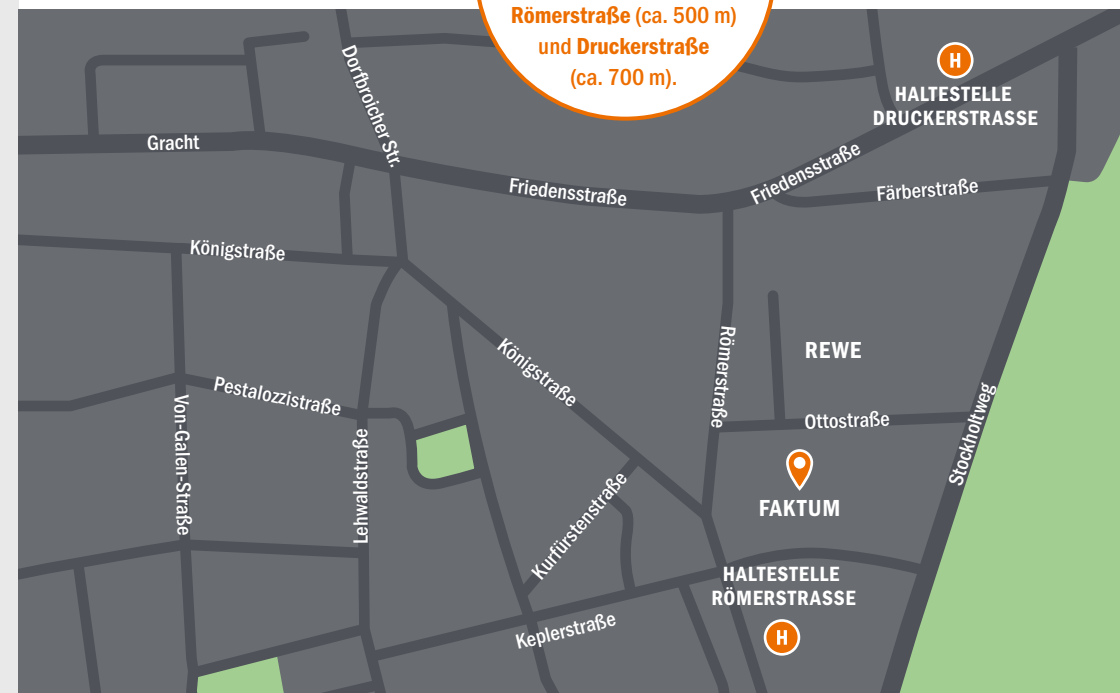 Römerstraße (ca. 500 m)
und Druckerstraße
(ca. 700 m).
H
HALTESTELLE
DRUCKERSTRASSE
Dorfbroicher Str.
Gracht
Friedensstraße
Friedensstraße
Färberstraße
Königstraße
Königstraße
Römerstraße
REWE
Pestalozzistraße
Von-Galen-Straße
Lehwaldstraße
Ottostraße
Stockholtweg
FAKTUM
Kurfürstenstraße
HALTESTELLE
RÖMERSTRASSE
H
Keplerstraße